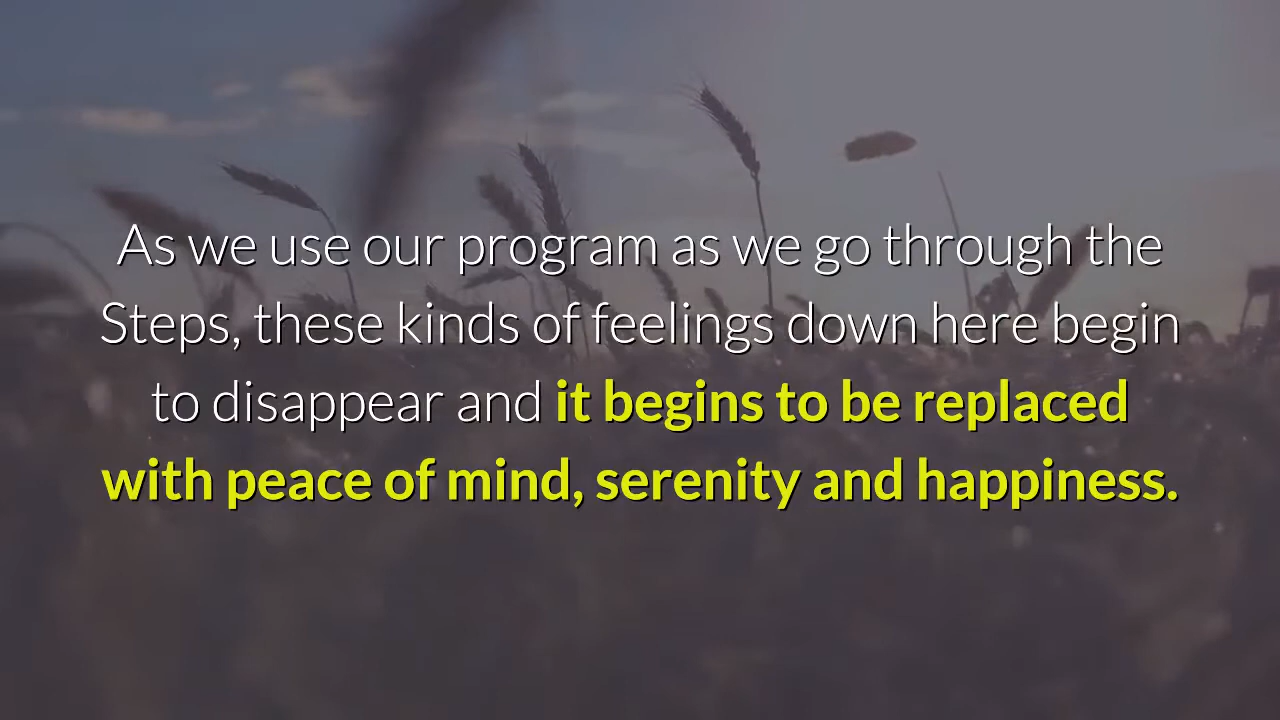 As we use our program as we go through the
Steps, these kinds of feelings down here begin
to disappear and it begins to be replaced
with peace of mind, serenity and happiness.